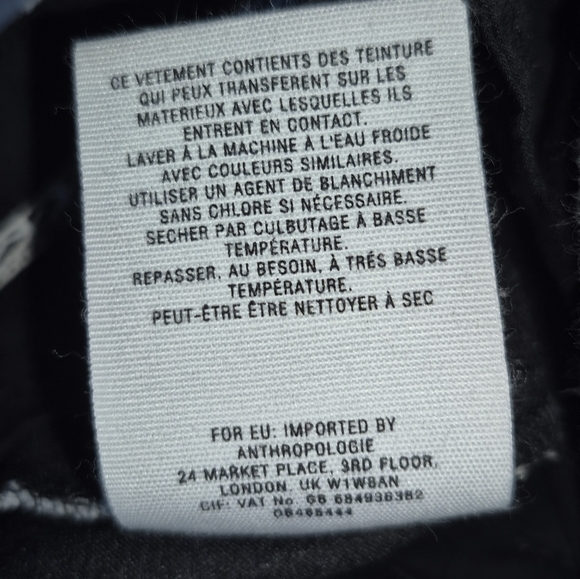 CE VETEMENT CONTIENTS DES TEINTURE
QUI PEUX TRANSFERENT SUR LES
MATERIEUX AVEC LESQUELLES ILS
ENTRENT EN CONTACT.
LAVER À LA MACHINE À L'EAU FROIDE
AVEC COULEURS SIMILAIRES.
UTILISER UN AGENT DE BLANCHIMENT
SANS CHLORE SI NÉCESSAIRE.
SECHER PAR CULBUTAGE À BASSE
TEMPÉRATURE.
REPASSER, AU BESOIN, À TRÉS BASSE
TEMPÉRATURE.
PEUT-ÊTRE ÊTRE NETTOYER À SEC
FOR EU: IMPORTED BY
ANTHROPOLOGIE
24 MARKET PLACE, 3RD FLOOR,
LONDON, UK W1W8AN
CIF: VAT No. GB 684936382